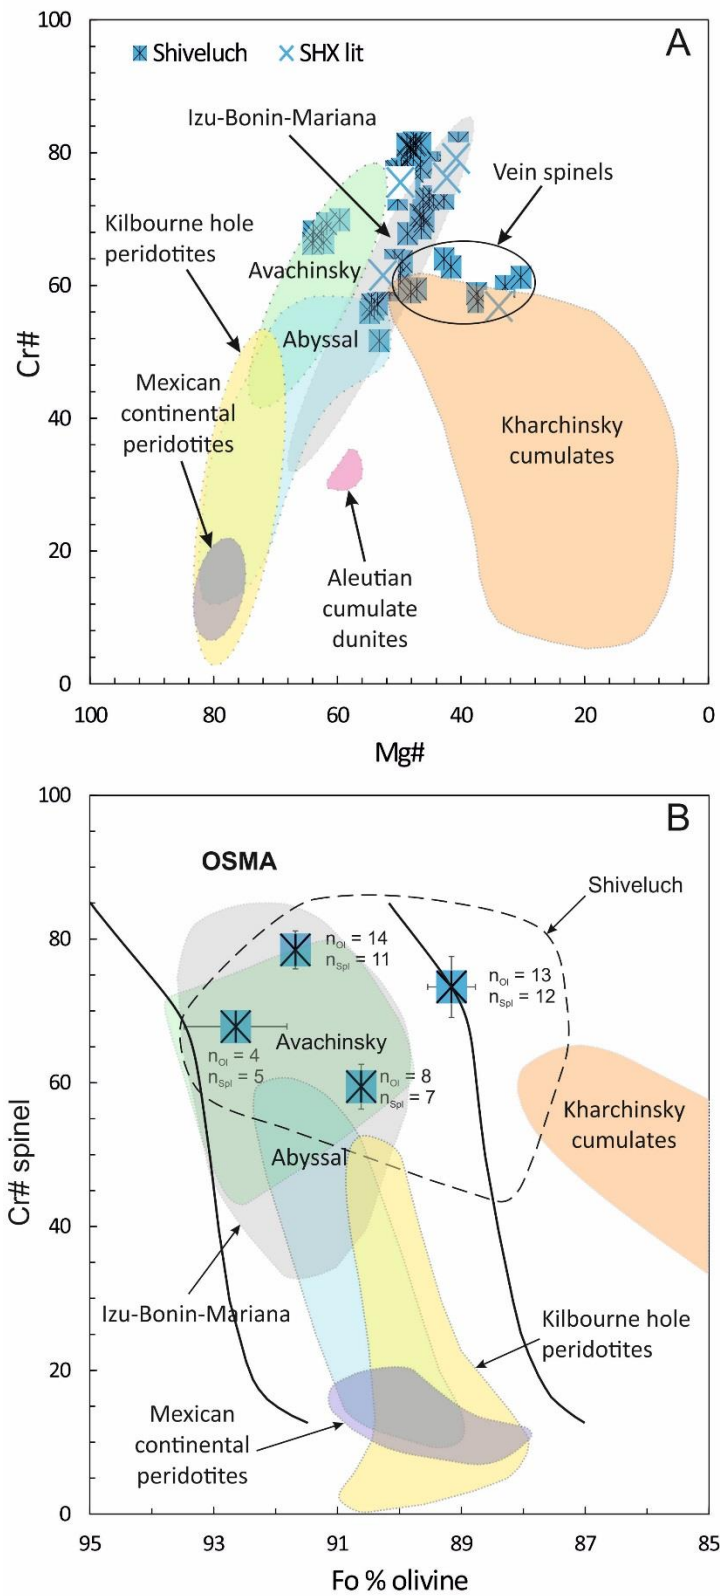 A
100
80
60
40
20
0
Cr#
Shiveluch
SHX lit
Izu-Bonin-Mariana
Vein spinels
Kilbourne hole
peridotites
Avachinsky
Abyssal
Mexican
continental
peridotites
Kharchinsky
cumulates
Aleutian
cumulate
dunites
100
80
60
40
20
0
Mg#
B
100
80
60
40
20
0
Cr# spinel
OSMA
Shiveluch
nOl = 14
nSpl = 11
nOl = 13
nSpl = 12
Avachinsky
nOl = 4
nSpl = 5
nOl = 8
nSpl = 7
Kharchinsky
cumulates
Abyssal
Izu-Bonin-Mariana
Kilbourne hole
peridotites
Mexican
continental
peridotites
95
93
91
89
87
85
Fo % olivine